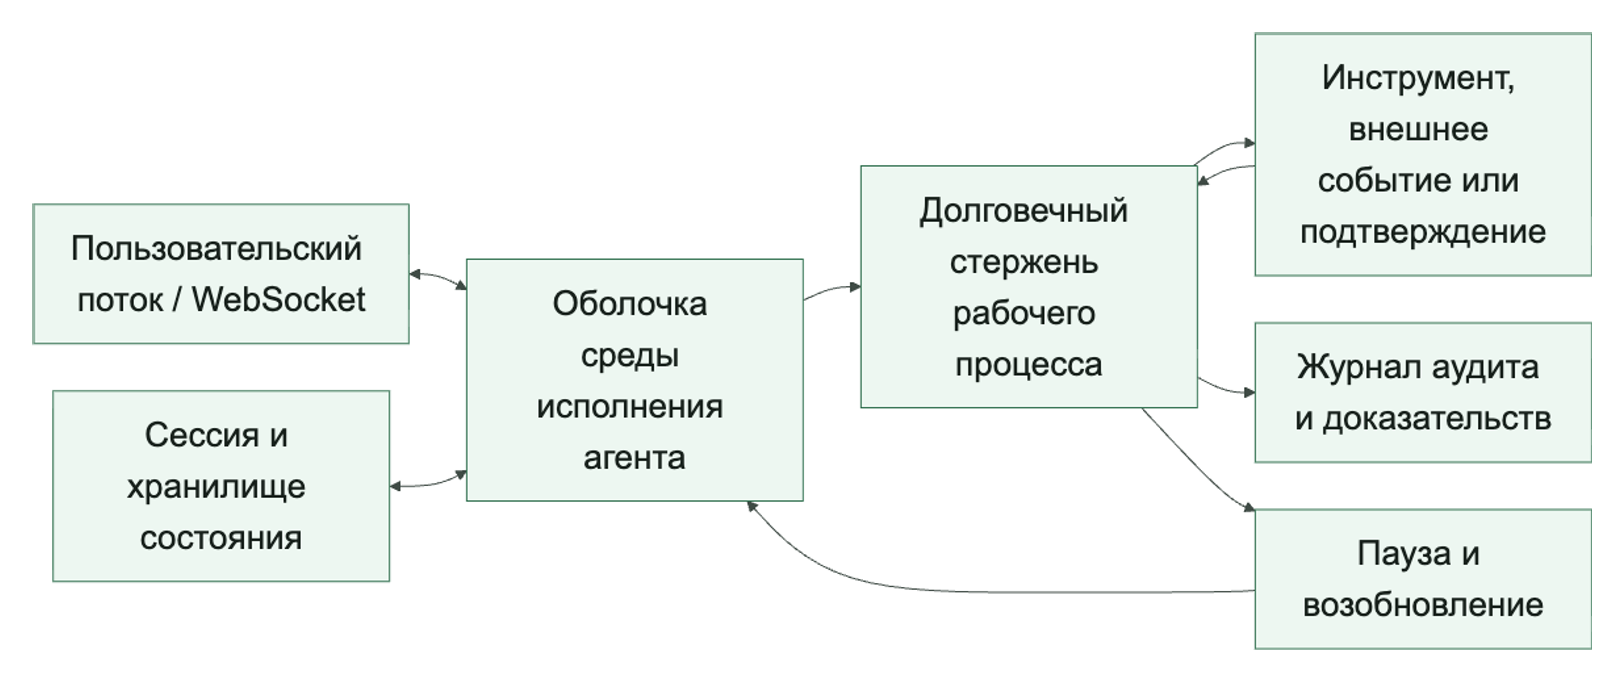 Пользовательский
поток / WebSocket
Сессия и
хранилище
состояния
Оболочка
среды
исполнения
агента
Долговечный
стержень
рабочего
процесса
Инструмент,
внешнее
событие или
подтверждение
Журнал аудита
и доказательств
Пауза и
возобновление